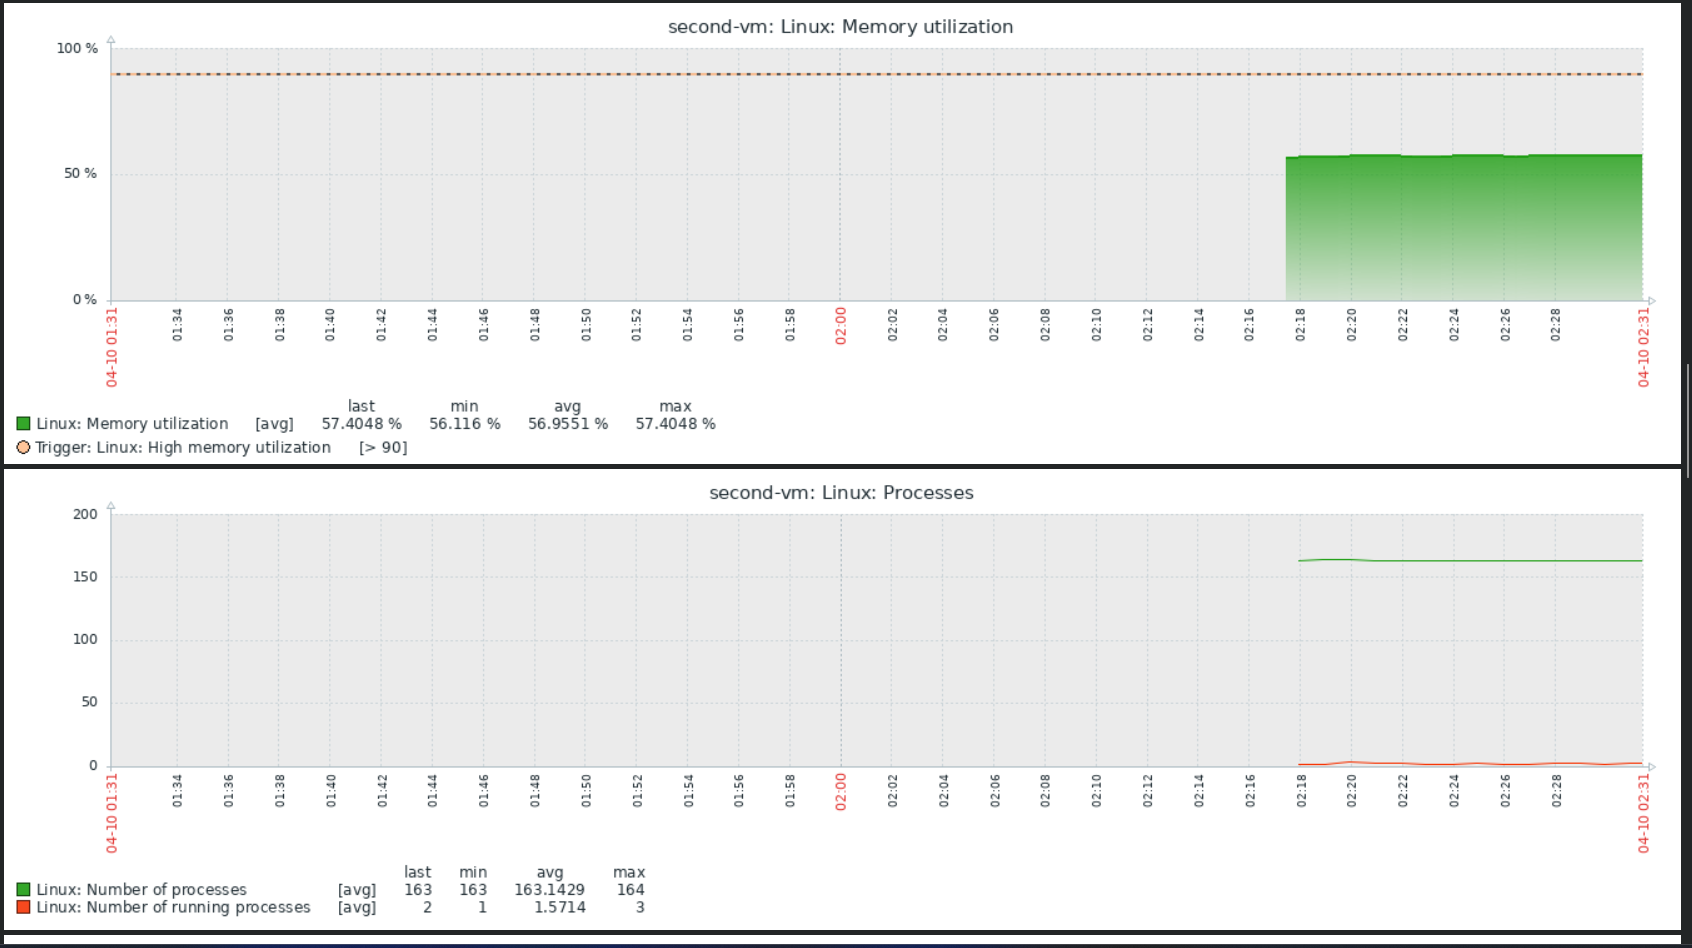 second-vm: Linux: Memory utilization
100 %
50 %
0 %
04-10 01:31 01:34 01:36 01:38 01:40 01:42 01:44 01:46 01:48 01:50 01:52 01:54 01:56 01:58 02:00 02:02 02:04 02:06 02:08 02:10 02:12 02:14 02:16 02:18 02:20 02:22 02:24 02:26 02:28 04-10 02:31
last min avg max
Linux: Memory utilization [avg] 57.4048 % 56.116 % 56.9551 % 57.4048 %
Trigger: Linux: High memory utilization [> 90]
second-vm: Linux: Processes
200
150
100
50
0
04-10 01:31 01:34 01:36 01:38 01:40 01:42 01:44 01:46 01:48 01:50 01:52 01:54 01:56 01:58 02:00 02:02 02:04 02:06 02:08 02:10 02:12 02:14 02:16 02:18 02:20 02:22 02:24 02:26 02:28 04-10 02:31
last min avg max
Linux: Number of processes [avg] 163 163 163.1429 164
Linux: Number of running processes [avg] 2 1 1.5714 3